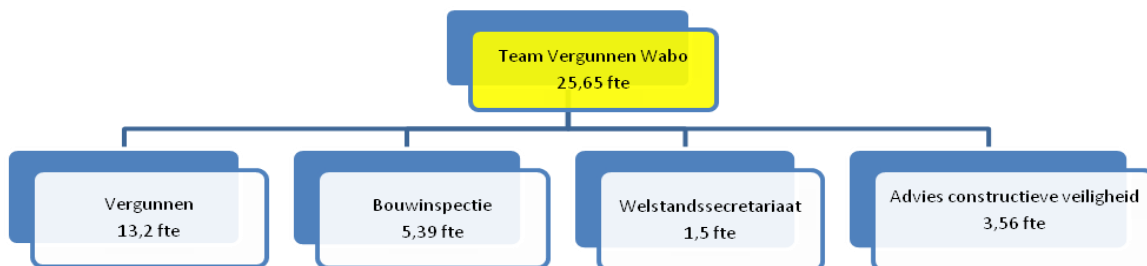 Team Vergunnen Wabo
25,65 fte
Vergunnen
13,2 fte
Bouwinspectie
5,39 fte
Welstandssecretariaat
1,5 fte
Advies constructieve veiligheid
3,56 fte